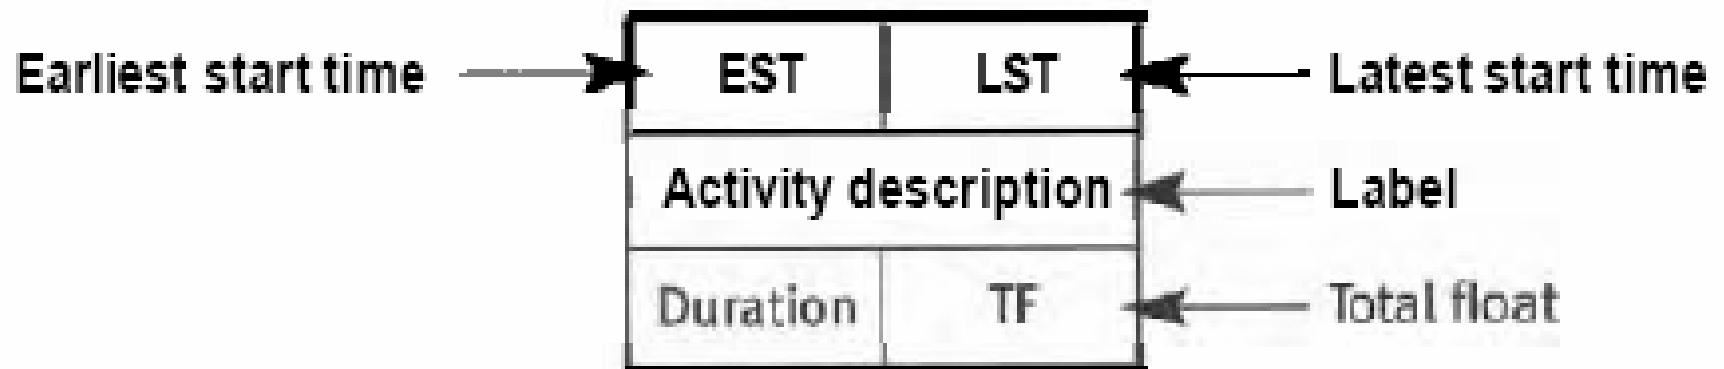 Earliest start time EST LST Latest start time
Activity description Label
Duration TF Total float